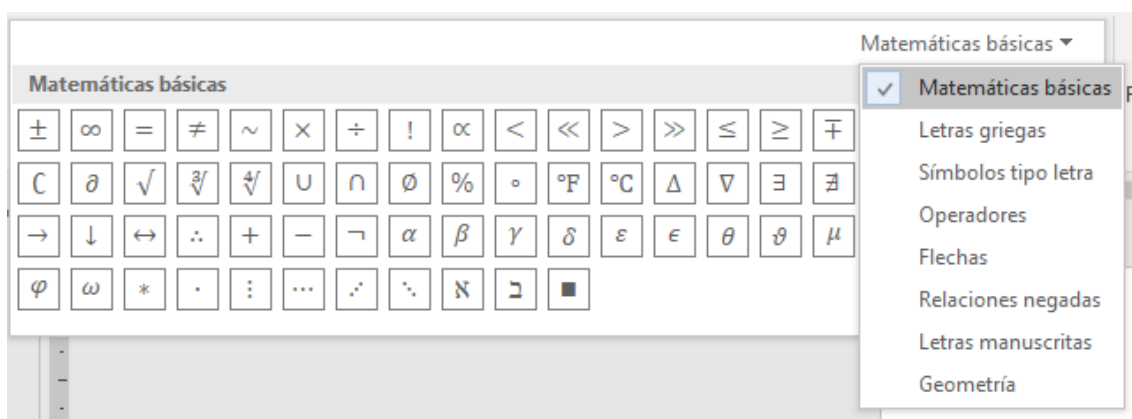 Matemáticas básicas
Matemáticas básicas
± ∞ = ≠ ~ × ÷ ! ∝ < ≪ > ≫ ≤ ≥ ∓
∁ ∂ √ ∛ ∜ ∪ ∩ ∅ % ° °F °C ∆ ∇ ∃ ∄
→ ↓ ↔ ∴ + − ¬ α β γ δ ε ϵ θ ϑ μ
φ ω * ∙ ⋮ ⋯ ⋰ ⋱ ℵ ℶ ∎
Matemáticas básicas
Letras griegas
Símbolos tipo letra
Operadores
Flechas
Relaciones negadas
Letras manuscritas
Geometría